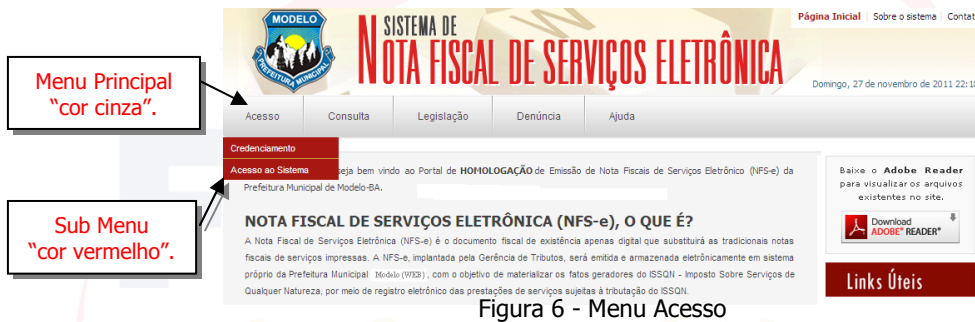 MODELO
PREFEITURA MUNICIPAL
SISTEMA DE
NOTA FISCAL DE SERVIÇOS ELETRÔNICA
Página Inicial | Sobre o sistema | Contat
Domingo, 27 de novembro de 2011 22:18
Menu Principal
“cor cinza”.
Acesso Consulta Legislação Denúncia Ajuda
Credenciamento
Acesso ao Sistema
seja bem vindo ao Portal de HOMOLOGAÇÃO de Emissão de Nota Fiscais de Serviços Eletrônico (NFS-e) da
Prefeitura Municipal de Modelo-BA.
Sub Menu
“cor vermelho”.
NOTA FISCAL DE SERVIÇOS ELETRÔNICA (NFS-e), O QUE É?
A Nota Fiscal de Serviços Eletrônica (NFS-e) é o documento fiscal de existência apenas digital que substituirá as tradicionais notas
fiscais de serviços impressas. A NFS-e, implantada pela Gerência de Tributos, será emitida e armazenada eletronicamente em sistema
próprio da Prefeitura Municipal Modelo (WEB) , com o objetivo de materializar os fatos geradores do ISSQN - Imposto Sobre Serviços de
Qualquer Natureza, por meio de registro eletrônico das prestações de serviços sujeitas à tributação do ISSQN.
Baixe o Adobe Reader
para visualizar os arquivos
existentes no site.
Download
ADOBE® READER®
Links Úteis
Figura 6 - Menu Acesso